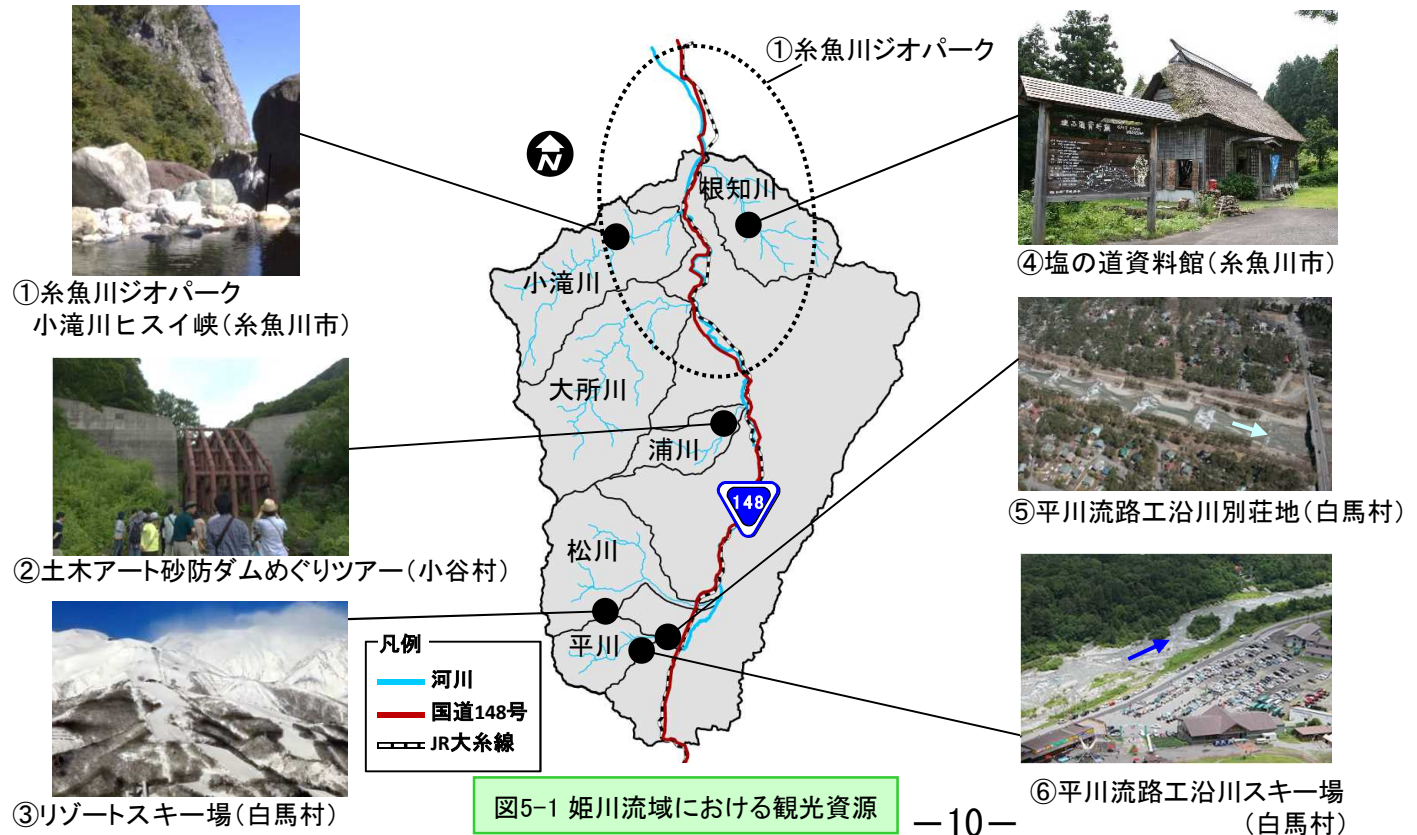 ①糸魚川ジオパーク
根知川
小滝川
大所川
浦川
148
松川
平川
①糸魚川ジオパーク
小滝川ヒスイ峡(糸魚川市)
②土木アート砂防ダムめぐりツアー(小谷村)
③リゾートスキー場(白馬村)
④塩の道資料館(糸魚川市)
⑤平川流路工沿川別荘地(白馬村)
⑥平川流路工沿川スキー場
(白馬村)
N
凡例
河川
国道148号
JR大糸線
図5-1 姫川流域における観光資源
-10-